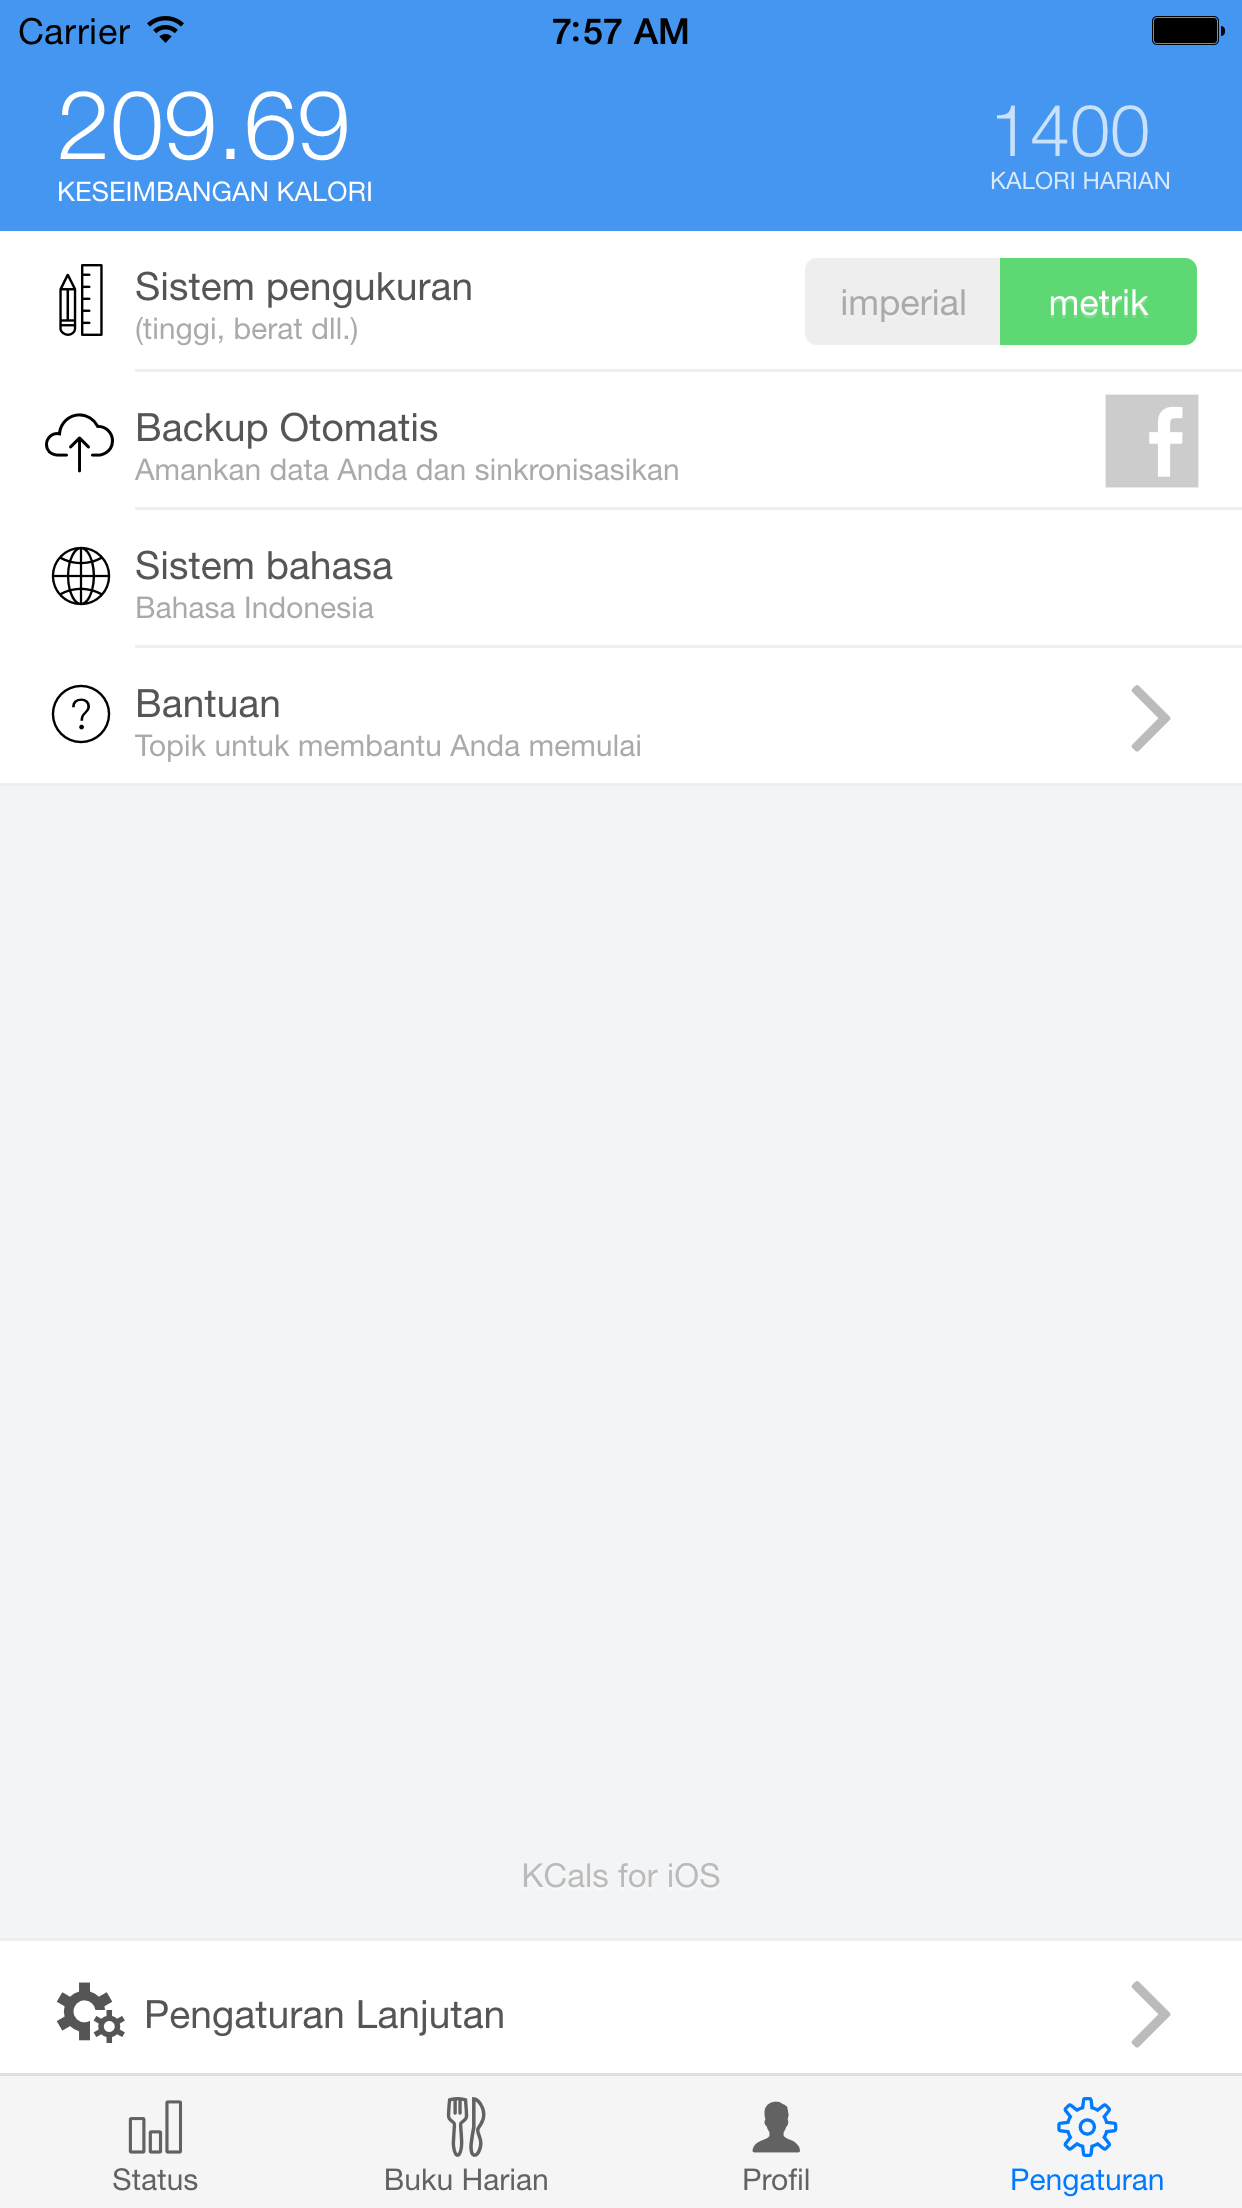 Carrier 7:57 AM
209.69
KESEIMBANGAN KALORI
1400
KALORI HARIAN
Sistem pengukuran
(tinggi, berat dll.)
imperial metrik
Backup Otomatis
Amankan data Anda dan sinkronisasikan
f
Sistem bahasa
Bahasa Indonesia
?
Bantuan
Topik untuk membantu Anda memulai
KCals for iOS
Pengaturan Lanjutan
Status Buku Harian Profil Pengaturan